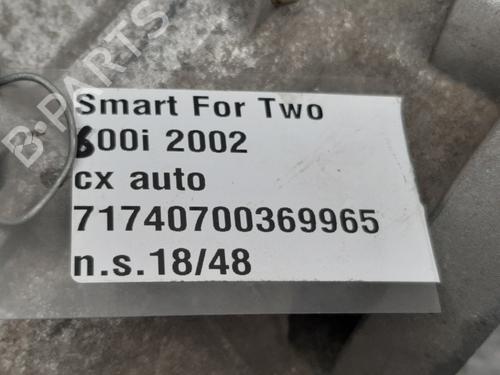 B-PARTS
Smart For Two
600i 2002
cx auto
71740700369965
n.s.18/48